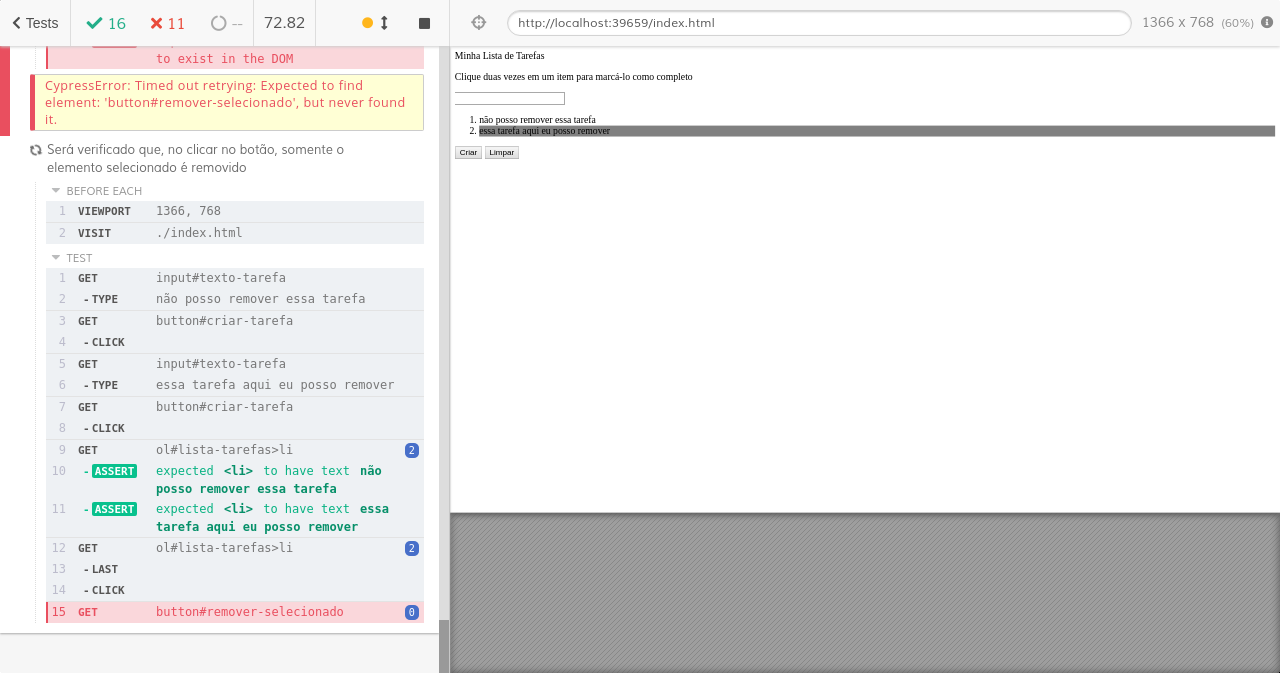 Tests 16 11 -- 72.82
http://localhost:39659/index.html 1366 x 768 (60%)
to exist in the DOM
CypressError: Timed out retrying: Expected to find
element: 'button#remover-selecionado', but never found
it.
Será verificado que, no clicar no botão, somente o
elemento selecionado é removido
BEFORE EACH
1 VIEWPORT 1366, 768
2 VISIT ./index.html
TEST
1 GET input#texto-tarefa
2 -TYPE não posso remover essa tarefa
3 GET button#criar-tarefa
4 -CLICK
5 GET input#texto-tarefa
6 -TYPE essa tarefa aqui eu posso remover
7 GET button#criar-tarefa
8 -CLICK
9 GET ol#lista-tarefas>li 2
10 -ASSERT expected <li> to have text não
posso remover essa tarefa
11 -ASSERT expected <li> to have text essa
tarefa aqui eu posso remover
12 GET ol#lista-tarefas>li 2
13 -LAST
14 -CLICK
15 GET button#remover-selecionado 0
Minha Lista de Tarefas
Clique duas vezes em um item para marcá-lo como completo
1. não posso remover essa tarefa
2. essa tarefa aqui eu posso remover
Criar Limpar